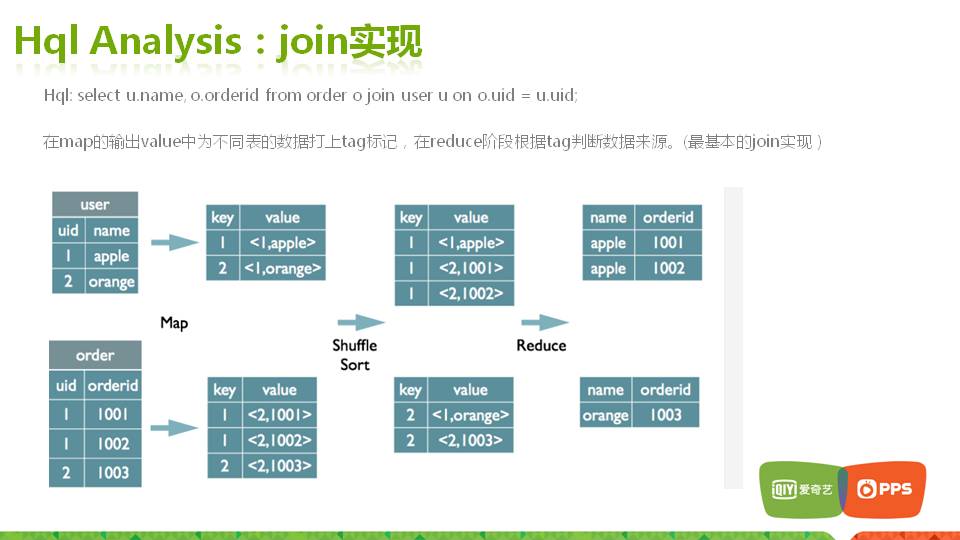 Hql Analysis：join实现
Hql: select u.name, o.orderid from order o join user u on o.uid = u.uid;
在map的输出value中为不同表的数据打上tag标记，在reduce阶段根据tag判断数据来源。(最基本的join实现）
user
uid name
1 apple
2 orange
key value
1 <1,apple>
2 <1,orange>
key value
1 <1,apple>
1 <2,1001>
1 <2,1002>
name orderid
apple 1001
apple 1002
Map
Shuffle
Sort
Reduce
order
uid orderid
1 1001
1 1002
2 1003
key value
1 <2,1001>
1 <2,1002>
2 <2,1003>
key value
2 <1,orange>
2 <2,1003>
name orderid
orange 1003
iQIYI 爱奇艺
PPS